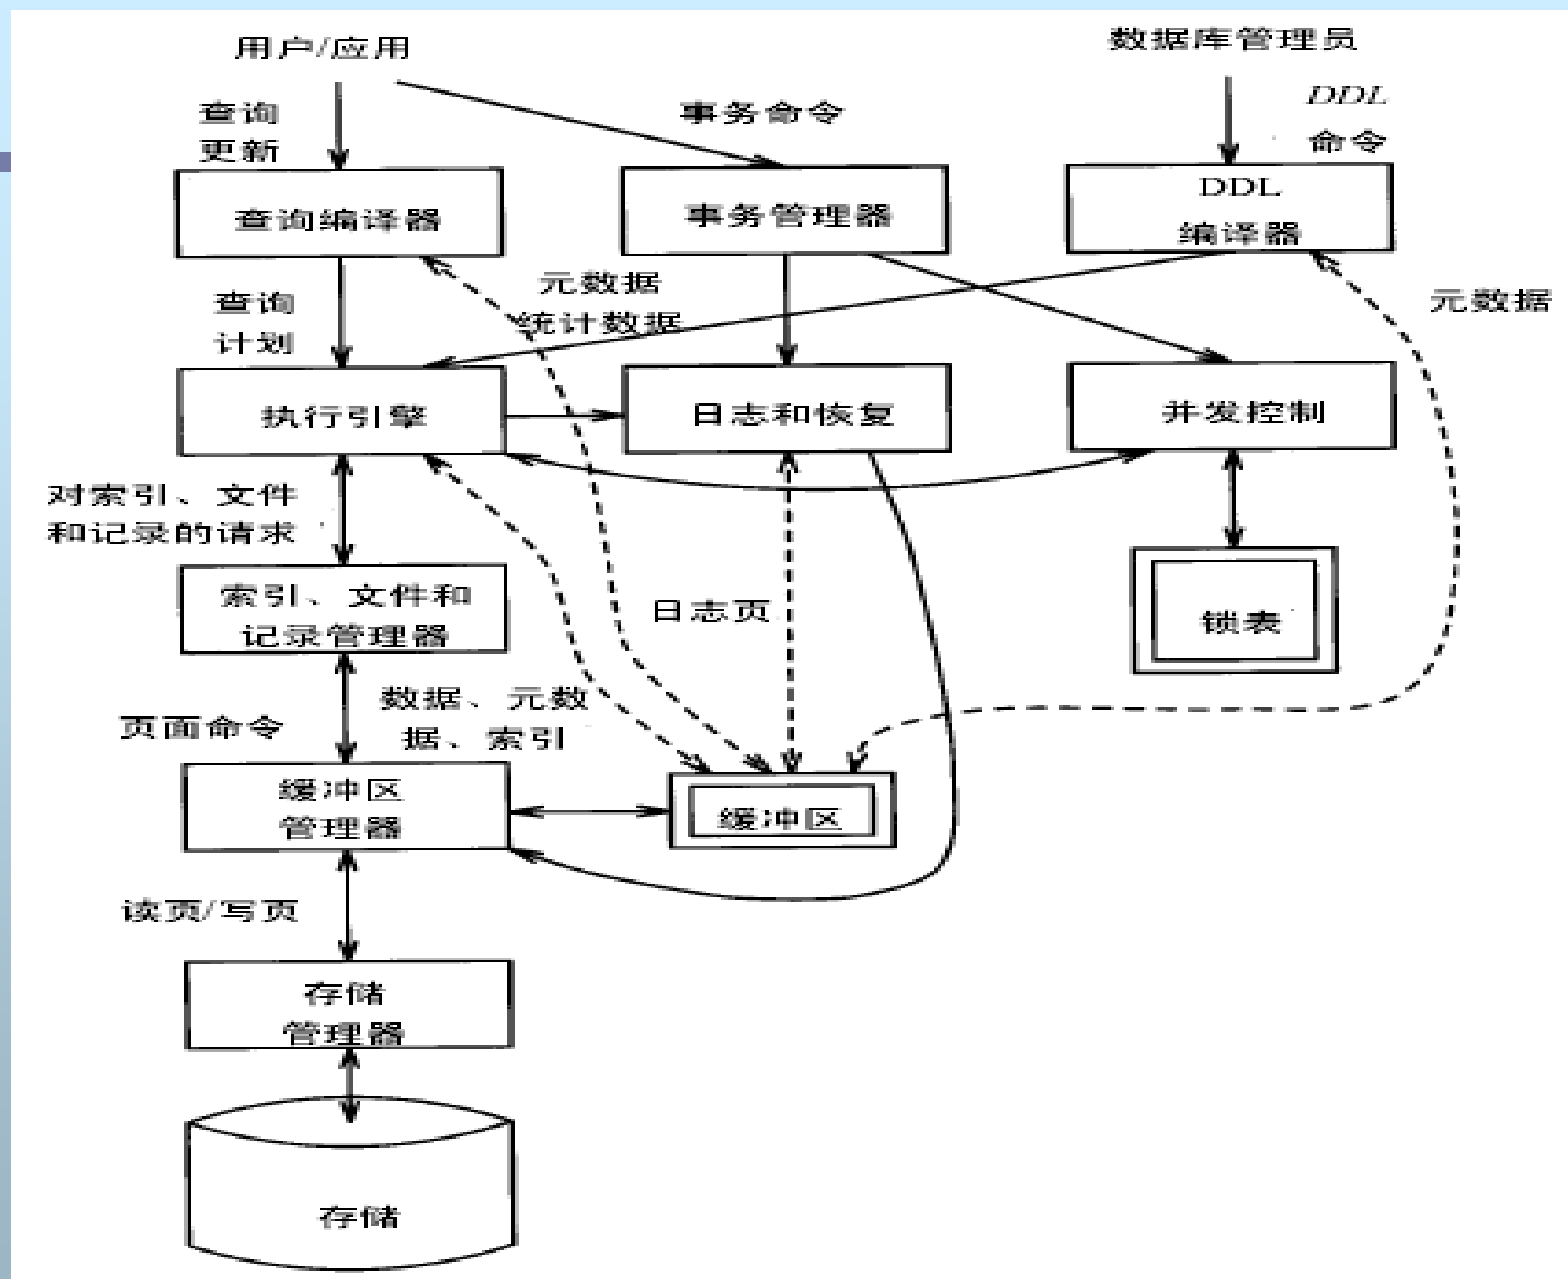 用户/应用
数据库管理员
查询
更新
事务命令
DDL
命令
查询编译器
事务管理器
DDL
编译器
查询
计划
元数据
统计数据
元数据
执行引擎
日志和恢复
并发控制
对索引、文件
和记录的请求
索引、文件和
记录管理器
日志页
锁表
页面命令
数据、元数
据、索引
缓冲区
管理器
缓冲区
读页/写页
存储
管理器
存储